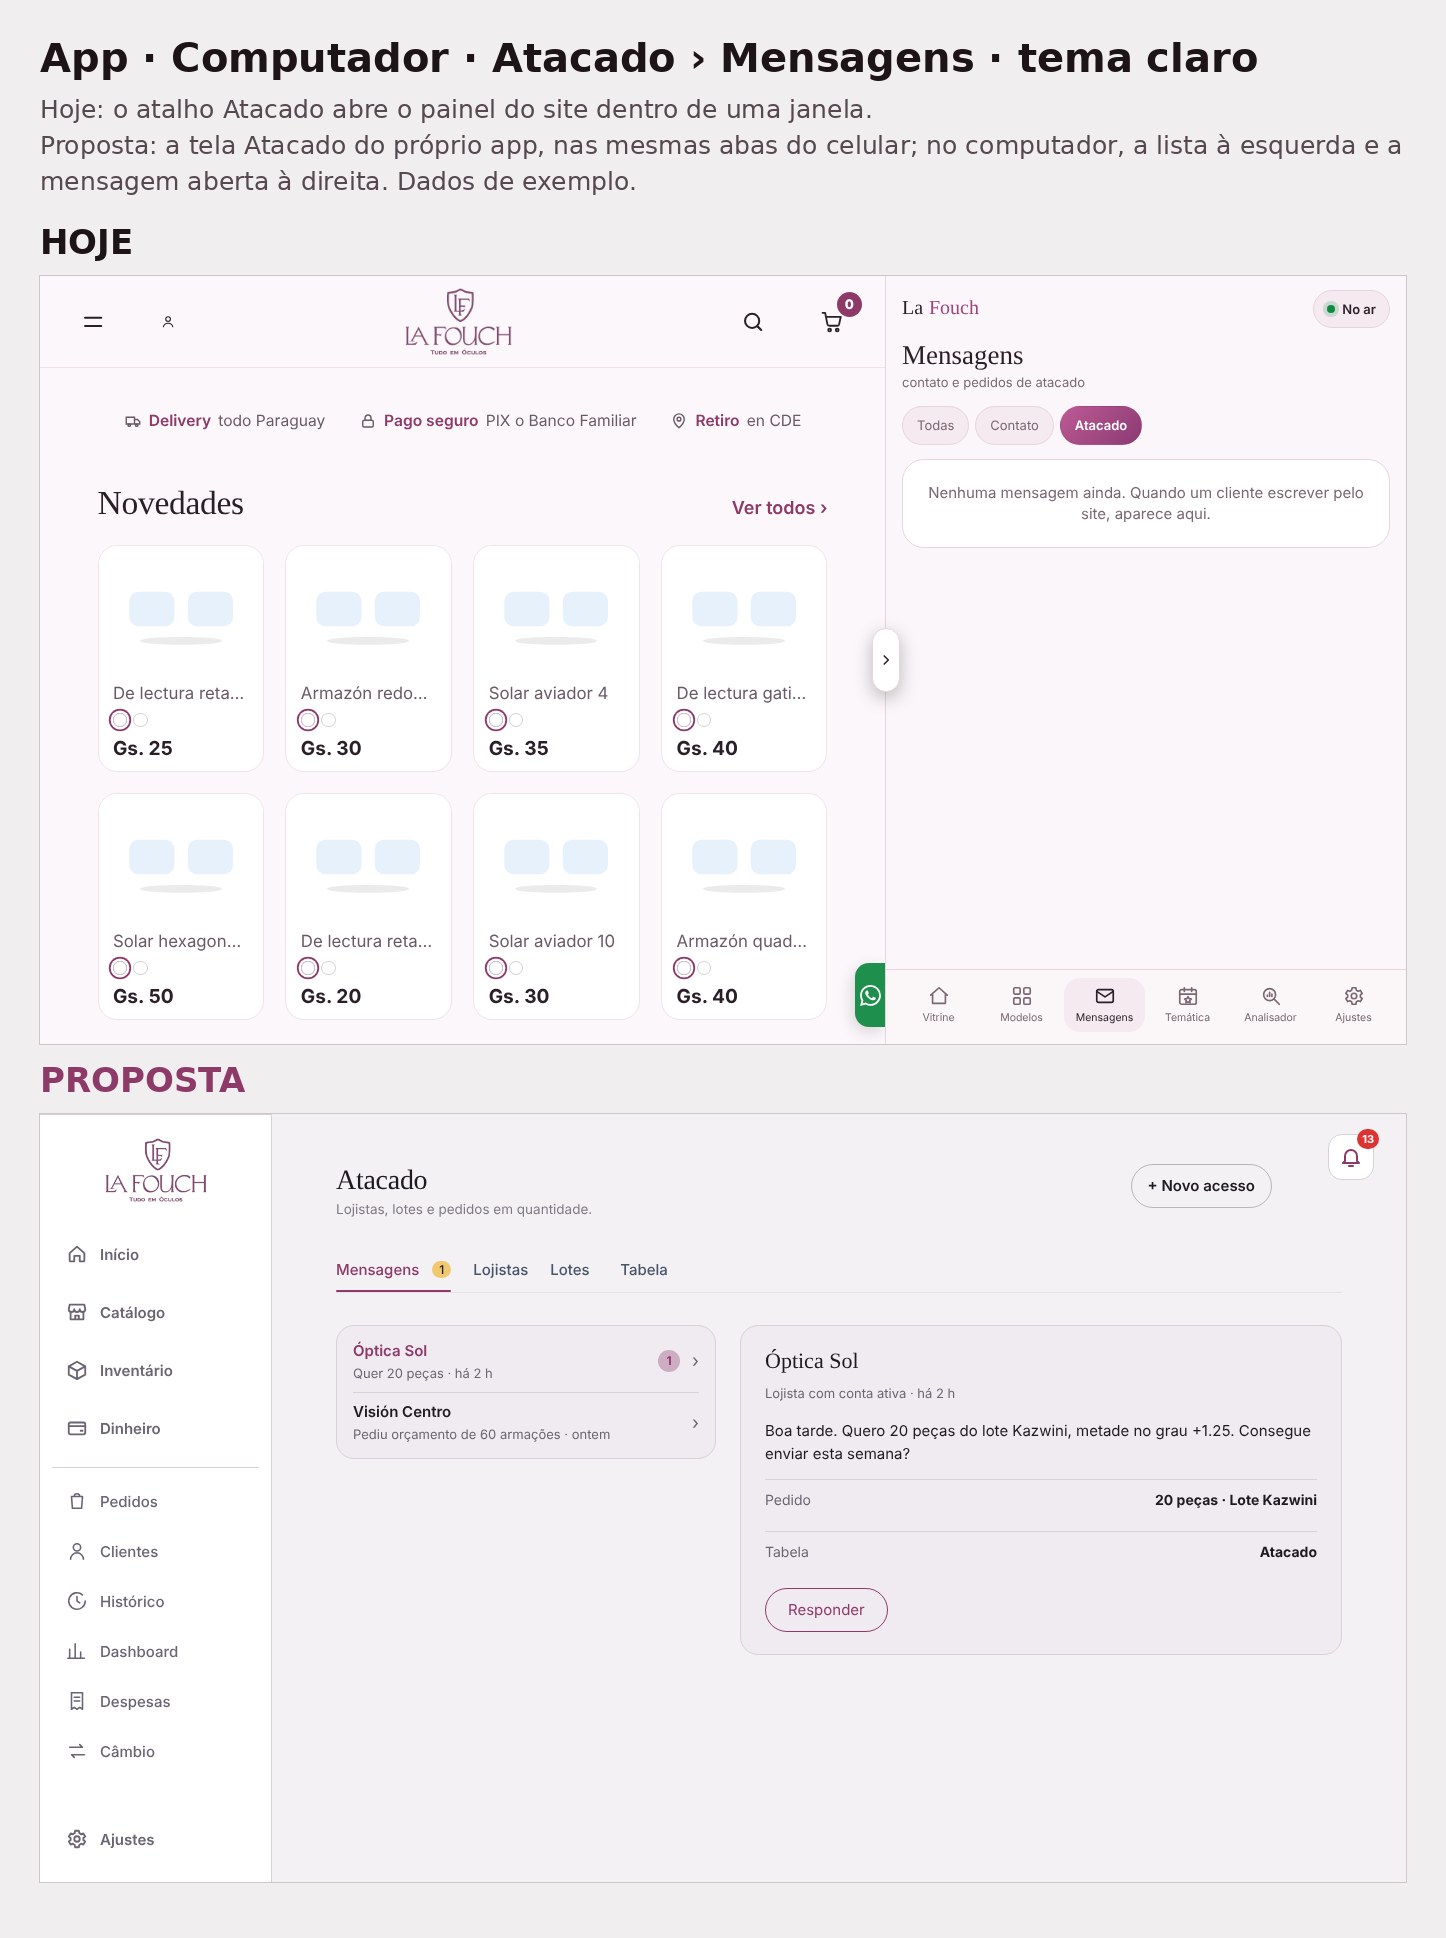 App · Computador · Atacado › Mensagens · tema claro
Hoje: o atalho Atacado abre o painel do site dentro de uma janela.
Proposta: a tela Atacado do próprio app, nas mesmas abas do celular; no computador, a lista à esquerda e a
mensagem aberta à direita. Dados de exemplo.
HOJE
LF
LA FOUCH
Tudo em Óculos
0
Delivery todo Paraguay
Pago seguro PIX o Banco Familiar
Retiro en CDE
Novedades
Ver todos ›
De lectura reta...
Gs. 25
Armazón redo...
Gs. 30
Solar aviador 4
Gs. 35
De lectura gati...
Gs. 40
Solar hexagon...
Gs. 50
De lectura reta...
Gs. 20
Solar aviador 10
Gs. 30
Armazón quad...
Gs. 40
La Fouch
No ar
Mensagens
contato e pedidos de atacado
Todas
Contato
Atacado
Nenhuma mensagem ainda. Quando um cliente escrever pelo
site, aparece aqui.
Vitrine
Modelos
Mensagens
Temática
Analisador
Ajustes
PROPOSTA
LF
LA FOUCH
Tudo em Óculos
Início
Catálogo
Inventário
Dinheiro
Pedidos
Clientes
Histórico
Dashboard
Despesas
Câmbio
Ajustes
13
Atacado
Lojistas, lotes e pedidos em quantidade.
+ Novo acesso
Mensagens 1
Lojistas
Lotes
Tabela
Óptica Sol
Quer 20 peças · há 2 h
1 ›
Visión Centro
Pediu orçamento de 60 armações · ontem
›
Óptica Sol
Lojista com conta ativa · há 2 h
Boa tarde. Quero 20 peças do lote Kazwini, metade no grau +1.25. Consegue
enviar esta semana?
Pedido 20 peças · Lote Kazwini
Tabela Atacado
Responder